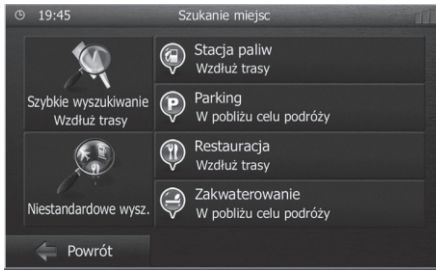 19:45
Szukanie miejsc
Szybkie wyszukiwanie
Wzdłuż trasy
Niestandardowe wysz.
Stacja paliw
Wzdłuż trasy
P
Parking
W pobliżu celu podróży
Restauracja
Wzdłuż trasy
Zakwaterowanie
W pobliżu celu podróży
Powrót